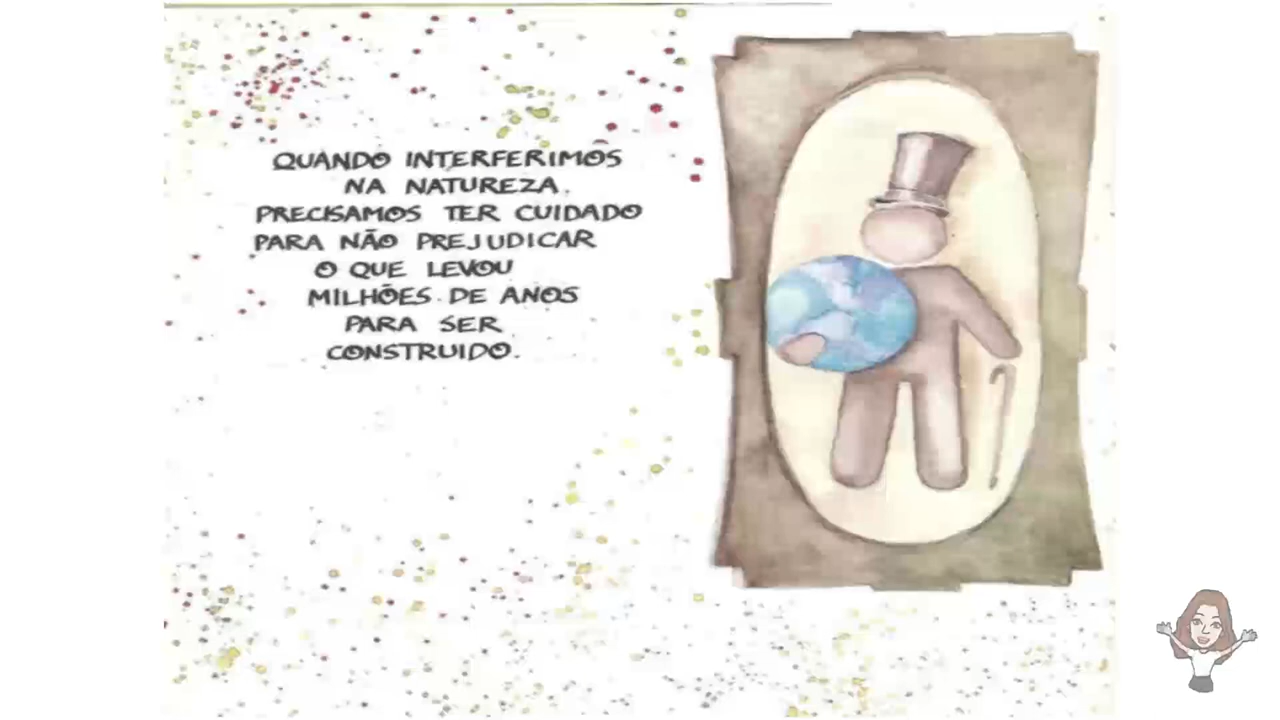 QUANDO INTERFERIMOS
NA NATUREZA,
PRECISAMOS TER CUIDADO
PARA NÃO PREJUDICAR
O QUE LEVOU
MILHÕES DE ANOS
PARA SER
CONSTRUIDO.